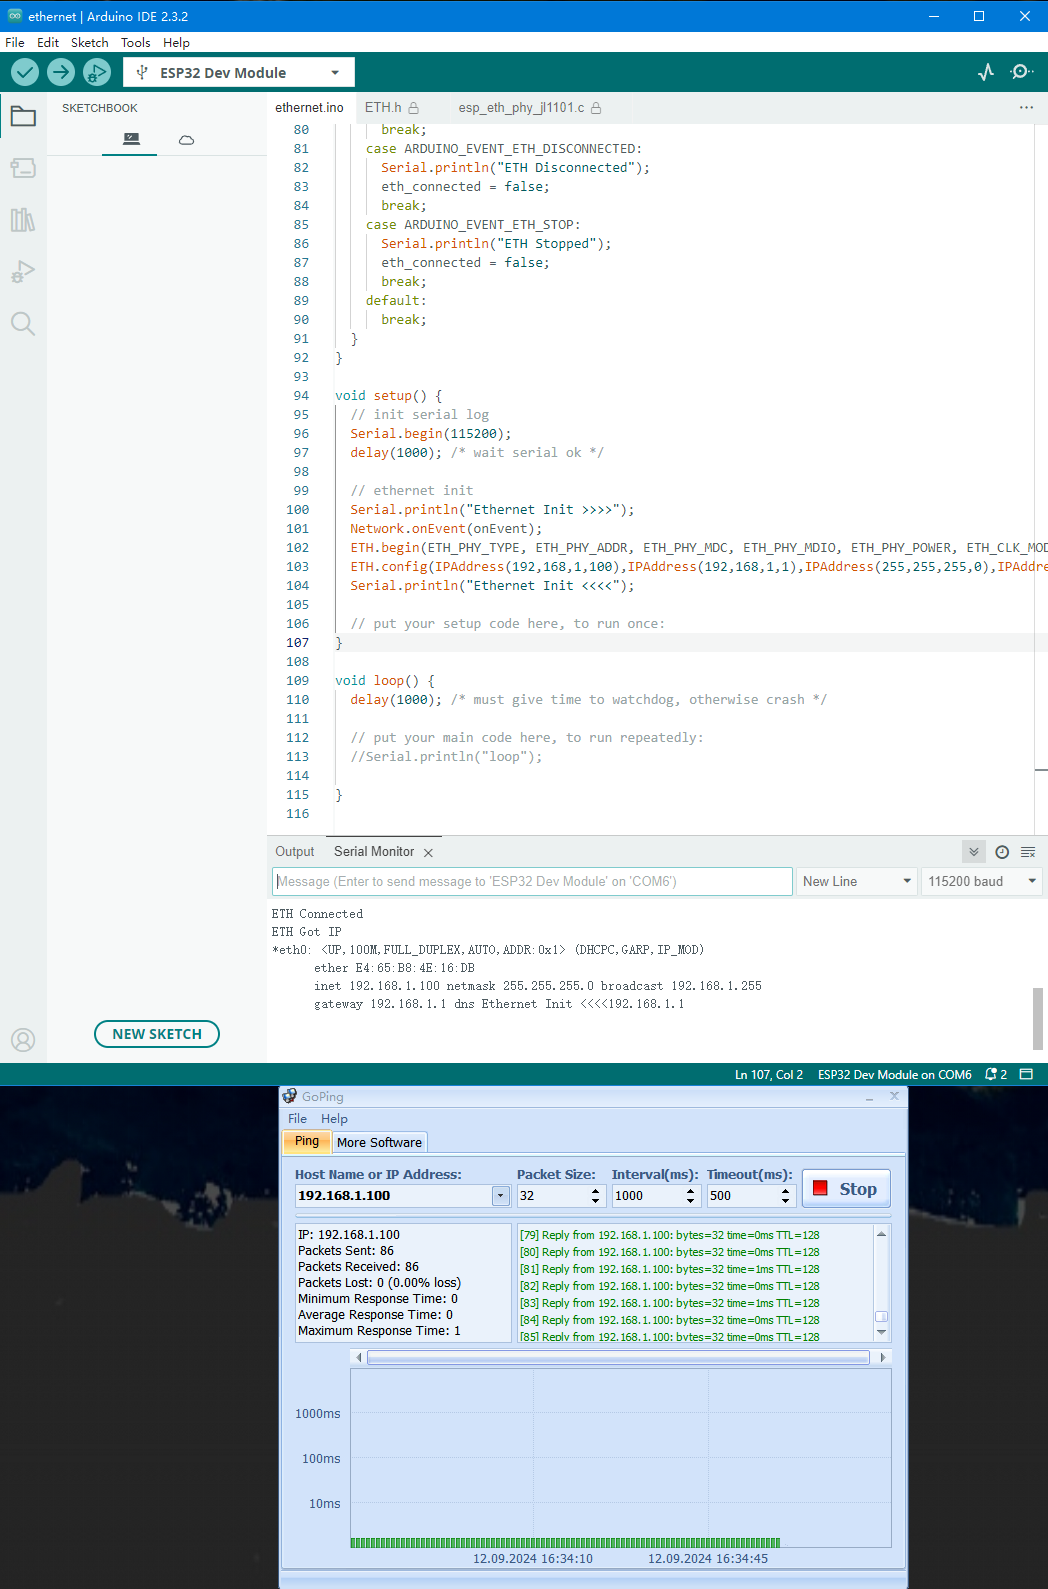 ethernet | Arduino IDE 2.3.2
File Edit Sketch Tools Help
ESP32 Dev Module
SKETCHBOOK
ethernet.ino ETH.h esp_eth_phy_jl1101.c
80 break;
81 case ARDUINO_EVENT_ETH_DISCONNECTED:
82 Serial.println("ETH Disconnected");
83 eth_connected = false;
84 break;
85 case ARDUINO_EVENT_ETH_STOP:
86 Serial.println("ETH Stopped");
87 eth_connected = false;
88 break;
89 default:
90 break;
91 }
92 }
93
94 void setup() {
95 // init serial log
96 Serial.begin(115200);
97 delay(1000); /* wait serial ok */
98
99 // ethernet init
100 Serial.println("Ethernet Init >>>>");
101 Network.onEvent(onEvent);
102 ETH.begin(ETH_PHY_TYPE, ETH_PHY_ADDR, ETH_PHY_MDC, ETH_PHY_MDIO, ETH_PHY_POWER, ETH_CLK_MOD
103 ETH.config(IPAddress(192,168,1,100),IPAddress(192,168,1,1),IPAddress(255,255,255,0),IPAddre
104 Serial.println("Ethernet Init <<<<");
105
106 // put your setup code here, to run once:
107 }
108
109 void loop() {
110 delay(1000); /* must give time to watchdog, otherwise crash */
111
112 // put your main code here, to run repeatedly:
113 //Serial.println("loop");
114
115 }
116
Output Serial Monitor
Message (Enter to send message to 'ESP32 Dev Module' on 'COM6')
New Line
115200 baud
ETH Connected
ETH Got IP
*eth0: <UP,100M,FULL_DUPLEX,AUTO,ADDR:0x1> (DHCPC,GARP,IP_MOD)
ether E4:65:B8:4E:16:DB
inet 192.168.1.100 netmask 255.255.255.0 broadcast 192.168.1.255
gateway 192.168.1.1 dns Ethernet Init <<<<192.168.1.1
NEW SKETCH
Ln 107, Col 2 ESP32 Dev Module on COM6 2
GoPing
File Help
Ping More Software
Host Name or IP Address: Packet Size: Interval(ms): Timeout(ms):
192.168.1.100 32 1000 500 Stop
IP: 192.168.1.100
Packets Sent: 86
Packets Received: 86
Packets Lost: 0 (0.00% loss)
Minimum Response Time: 0
Average Response Time: 0
Maximum Response Time: 1
[79] Reply from 192.168.1.100: bytes=32 time=0ms TTL=128
[80] Reply from 192.168.1.100: bytes=32 time=0ms TTL=128
[81] Reply from 192.168.1.100: bytes=32 time=1ms TTL=128
[82] Reply from 192.168.1.100: bytes=32 time=0ms TTL=128
[83] Reply from 192.168.1.100: bytes=32 time=1ms TTL=128
[84] Reply from 192.168.1.100: bytes=32 time=0ms TTL=128
[85] Reply from 192.168.1.100: bytes=32 time=0ms TTL=128
1000ms
100ms
10ms
12.09.2024 16:34:10 12.09.2024 16:34:45